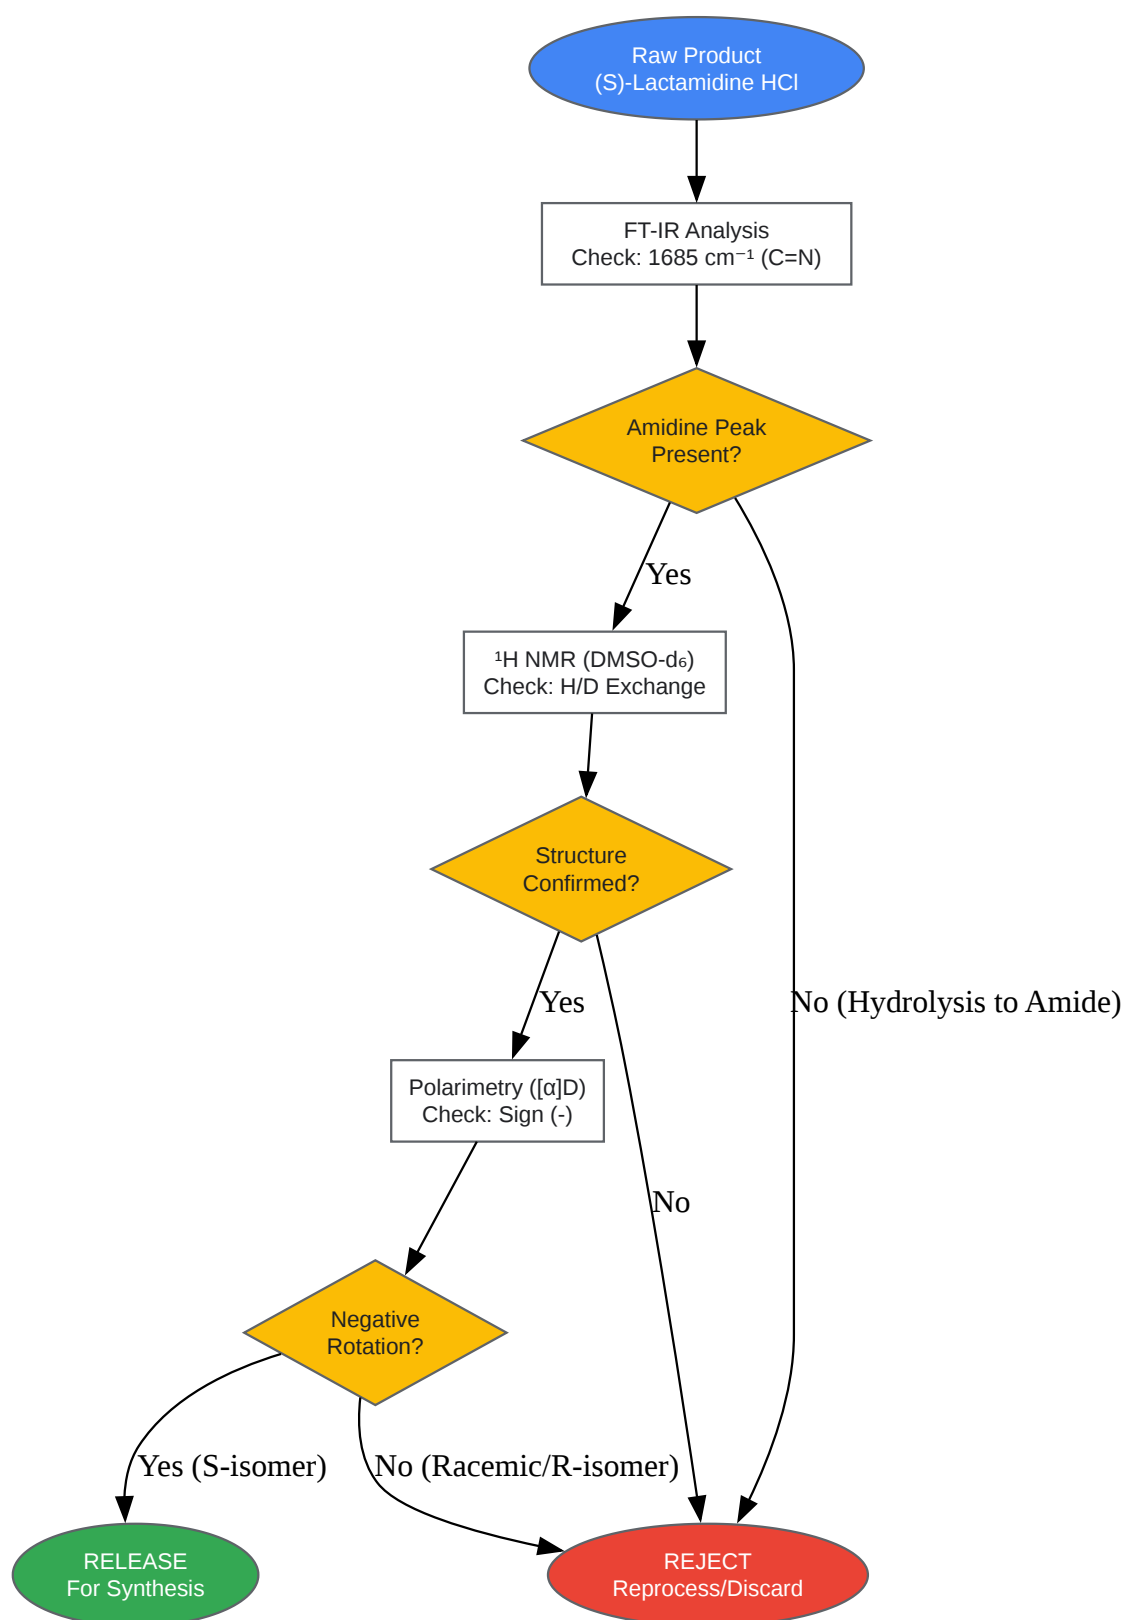 Raw Product
(S)-Lactamidine HCl
FT-IR Analysis
Check: 1685 cm⁻¹ (C=N)
Amidine Peak
Present?
Yes
¹H NMR (DMSO-d₆)
Check: H/D Exchange
Structure
Confirmed?
Yes
No (Hydrolysis to Amide)
Polarimetry ([α]D)
Check: Sign (-)
No
Negative
Rotation?
Yes (S-isomer)
No (Racemic/R-isomer)
RELEASE
For Synthesis
REJECT
Reprocess/Discard